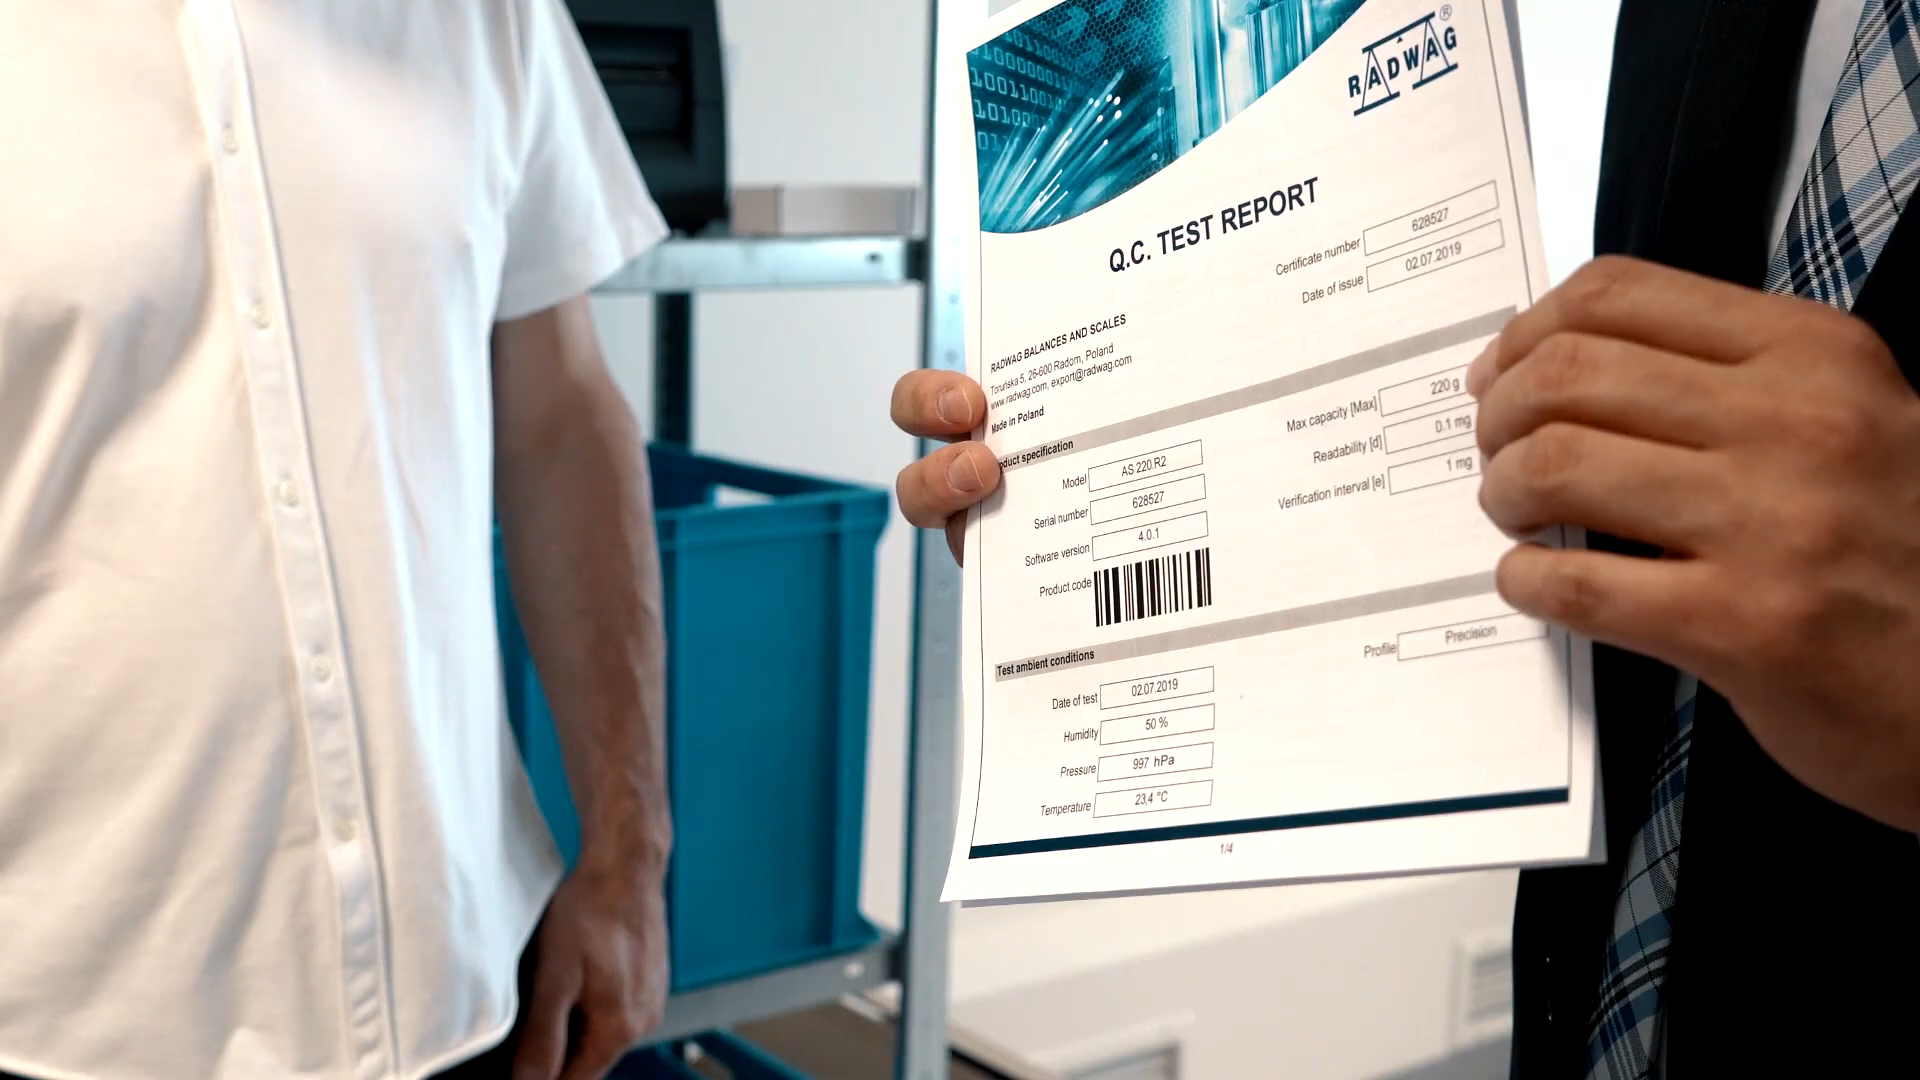 RADWAG®
Q.C. TEST REPORT
Certificate number 628527
Date of issue 02.07.2019
RADWAG BALANCES AND SCALES
Toruńska 5, 26-600 Radom, Poland
www.radwag.com, export@radwag.com
Made in Poland
oduct specification
Model AS 220.R2
Serial number 628527
Software version 4.0.1
Product code
Max capacity [Max] 220 g
Readability [d] 0.1 mg
Verification interval [e] 1 mg
Test ambient conditions
Date of test 02.07.2019
Humidity 50 %
Pressure 997 hPa
Temperature 23,4 °C
Profile Precision
1/4